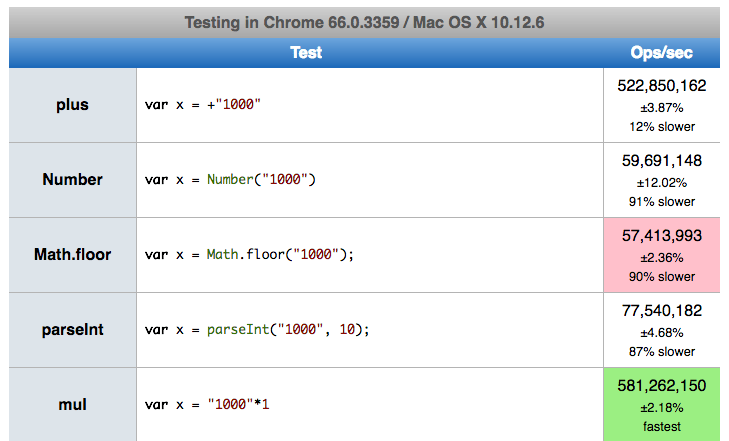 Testing in Chrome 66.0.3359 / Mac OS X 10.12.6
Test Ops/sec
plus var x = +"1000" 522,850,162
±3.87%
12% slower
Number var x = Number("1000") 59,691,148
±12.02%
91% slower
Math.floor var x = Math.floor("1000"); 57,413,993
±2.36%
90% slower
parseInt var x = parseInt("1000", 10); 77,540,182
±4.68%
87% slower
mul var x = "1000"*1 581,262,150
±2.18%
fastest